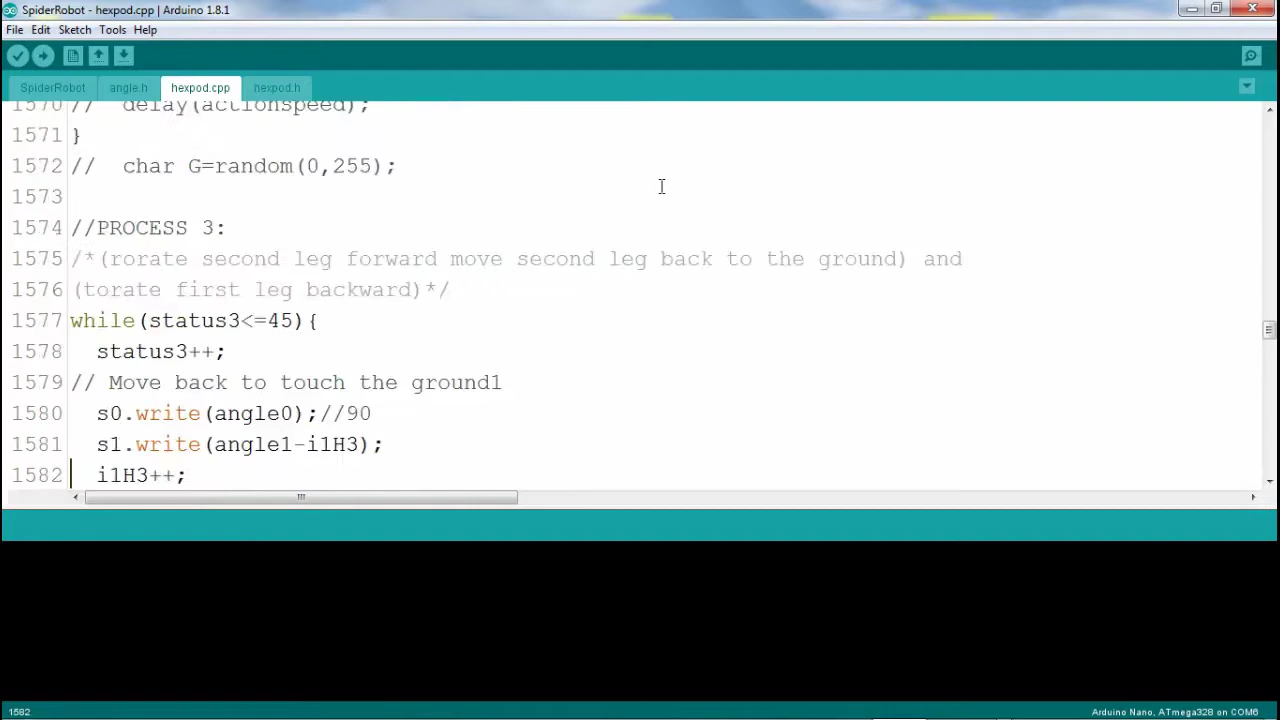 SpiderRobot - hexpod.cpp | Arduino 1.8.1
File Edit Sketch Tools Help
SpiderRobot angle.h hexpod.cpp hexpod.h
1570 //  delay(actionspeed);
1571 }
1572 //  char G=random(0,255);
1573
1574 //PROCESS 3:
1575 /*(rorate second leg forward move second leg back to the ground) and
1576 (torate first leg backward)*/
1577 while(status3<=45){
1578   status3++;
1579 // Move back to touch the ground1
1580   s0.write(angle0);//90
1581   s1.write(angle1-i1H3);
1582   i1H3++;
1582 Arduino Nano, ATmega328 on COM6